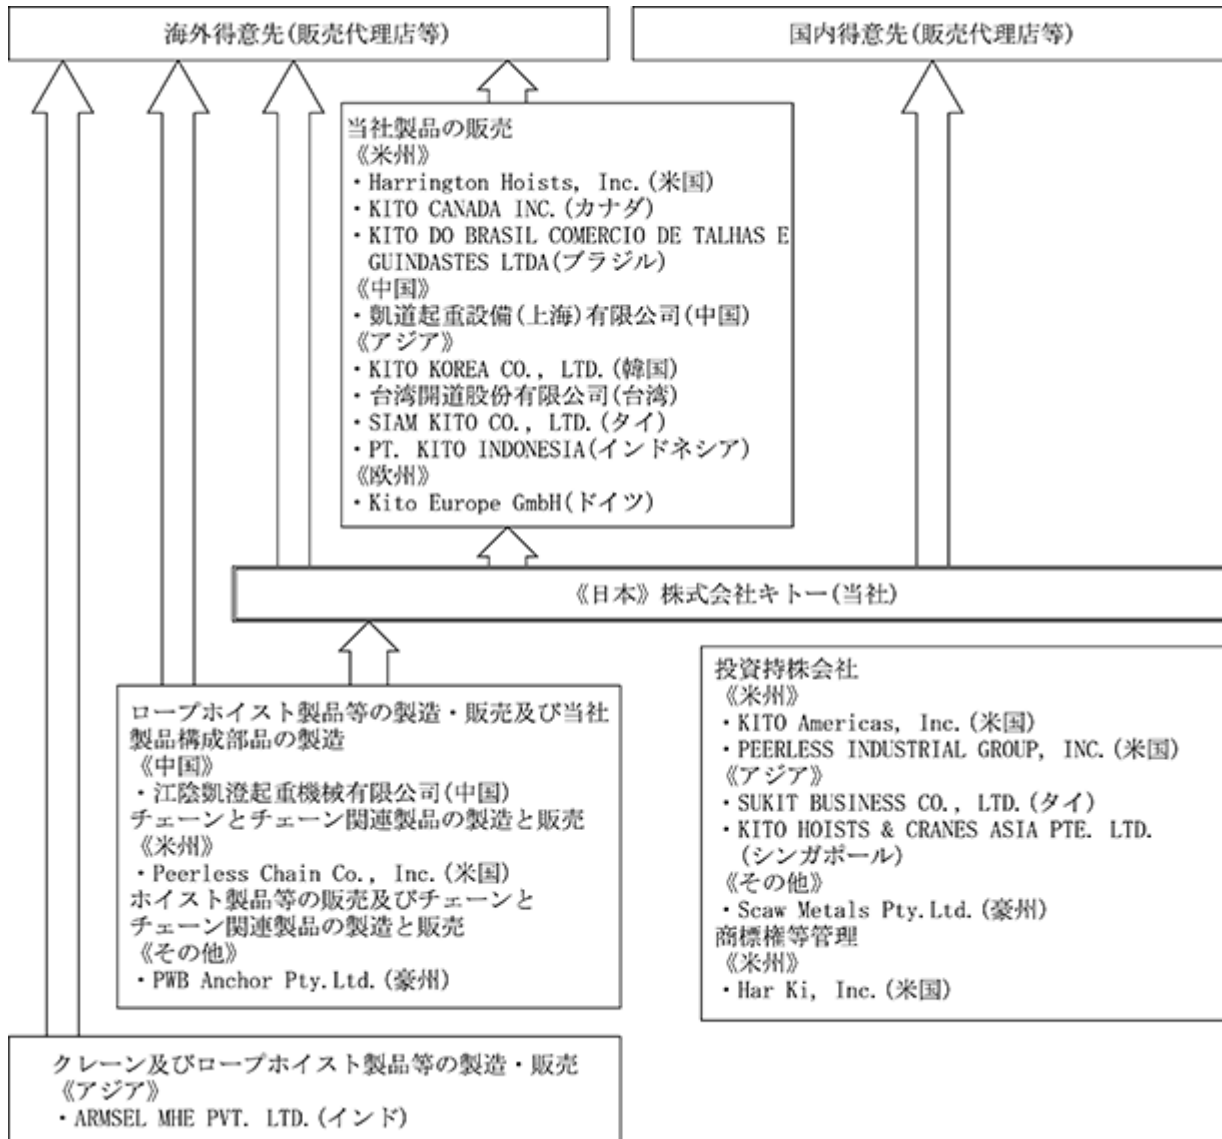 海外得意先(販売代理店等)
国内得意先(販売代理店等)
当社製品の販売
《米州》
・Harrington Hoists, Inc.(米国)
・KITO CANADA INC.(カナダ)
・KITO DO BRASIL COMERCIO DE TALHAS E
GUINDASTES LTDA(ブラジル)
《中国》
・凱道起重設備(上海)有限公司(中国)
《アジア》
・KITO KOREA CO., LTD.(韓国)
・台湾開道股份有限公司(台湾)
・SIAM KITO CO., LTD.(タイ)
・PT. KITO INDONESIA(インドネシア)
《欧州》
・Kito Europe GmbH(ドイツ)
《日本》株式会社キトー(当社)
ロープホイスト製品等の製造・販売及び当社
製品構成部品の製造
《中国》
・江陰凱澄起重機械有限公司(中国)
チェーンとチェーン関連製品の製造と販売
《米州》
・Peerless Chain Co., Inc.(米国)
ホイスト製品等の販売及びチェーンと
チェーン関連製品の製造と販売
《その他》
・PWB Anchor Pty.Ltd.(豪州)
投資持株会社
《米州》
・KITO Americas, Inc.(米国)
・PEERLESS INDUSTRIAL GROUP, INC.(米国)
《アジア》
・SUKIT BUSINESS CO., LTD.(タイ)
・KITO HOISTS & CRANES ASIA PTE. LTD.
(シンガポール)
《その他》
・Scaw Metals Pty.Ltd.(豪州)
商標権等管理
《米州》
・Har Ki, Inc.(米国)
クレーン及びロープホイスト製品等の製造・販売
《アジア》
・ARMSEL MHE PVT. LTD.(インド)